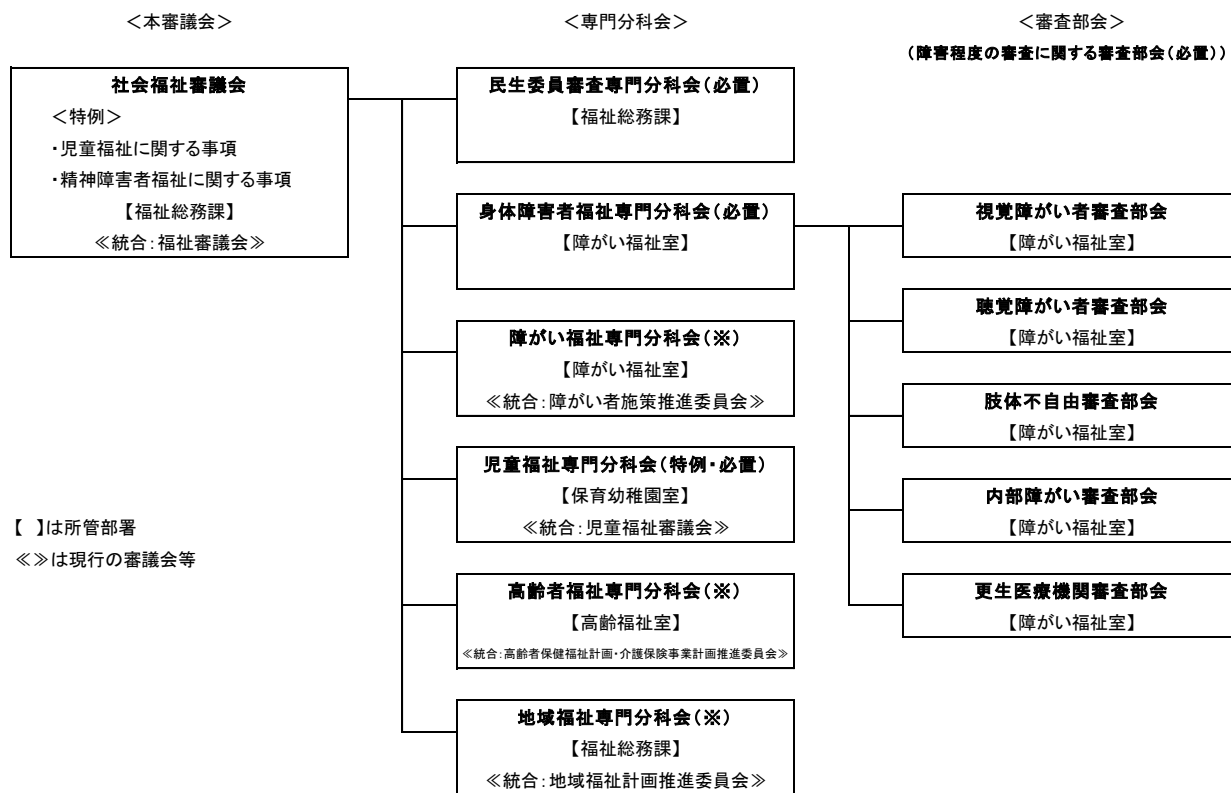 ＜本審議会＞
社会福祉審議会
＜特例＞
・児童福祉に関する事項
・精神障害者福祉に関する事項
【福祉総務課】
≪統合：福祉審議会≫
【　】は所管部署
≪≫は現行の審議会等
＜専門分科会＞
民生委員審査専門分科会（必置）
【福祉総務課】
身体障害者福祉専門分科会（必置）
【障がい福祉室】
障がい福祉専門分科会（※）
【障がい福祉室】
≪統合：障がい者施策推進委員会≫
児童福祉専門分科会（特例・必置）
【保育幼稚園室】
≪統合：児童福祉審議会≫
高齢者福祉専門分科会（※）
【高齢福祉室】
≪統合：高齢者保健福祉計画・介護保険事業計画推進委員会≫
地域福祉専門分科会（※）
【福祉総務課】
≪統合：地域福祉計画推進委員会≫
＜審査部会＞
（障害程度の審査に関する審査部会（必置））
視覚障がい者審査部会
【障がい福祉室】
聴覚障がい者審査部会
【障がい福祉室】
肢体不自由審査部会
【障がい福祉室】
内部障がい審査部会
【障がい福祉室】
更生医療機関審査部会
【障がい福祉室】